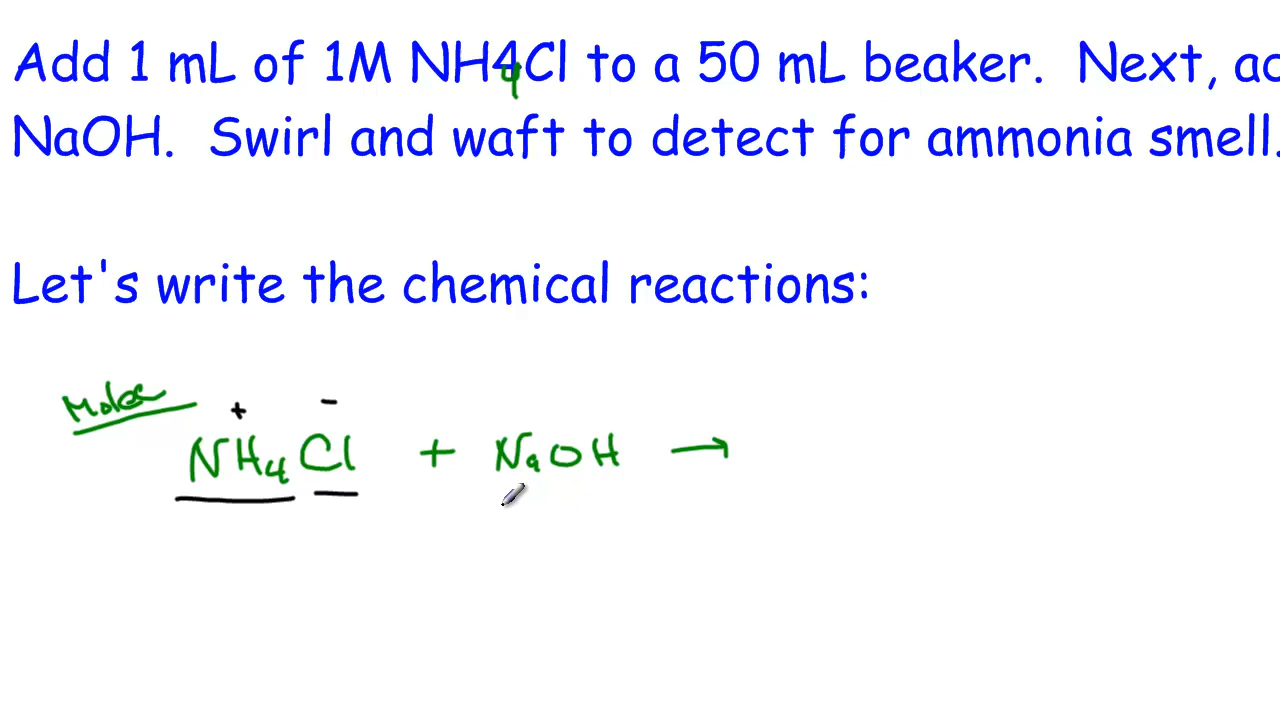 Add 1 mL of 1M NH4Cl to a 50 mL beaker. Next, ad
NaOH. Swirl and waft to detect for ammonia smell.
Let's write the chemical reactions:
Molec
+ −
NH4Cl + NaOH →